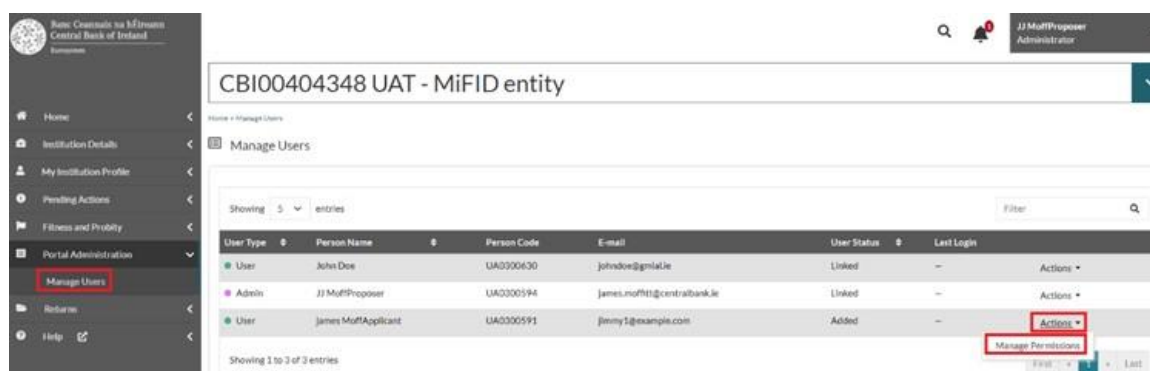 Banc Ceannais na hÉireann
Central Bank of Ireland
Eurosystem
JJ MoffProposer
Administrator
CBI00404348 UAT - MiFID entity
Home
Institution Details
My Institution Profile
Pending Actions
Fitness and Probity
Portal Administration
Manage Users
Returns
Help
Home > Manage Users
Manage Users
Showing 5 entries
Filter
User Type Person Name Person Code E-mail User Status Last Login
User John Doe UA0300630 johndoe@gmial.ie Linked – Actions
Admin JJ MoffProposer UA0300594 james.moffitt@centralbank.ie Linked – Actions
User James MoffApplicant UA0300591 jimmy1@example.com Added – Actions
Manage Permissions
Showing 1 to 3 of 3 entries
First « 1 » Last